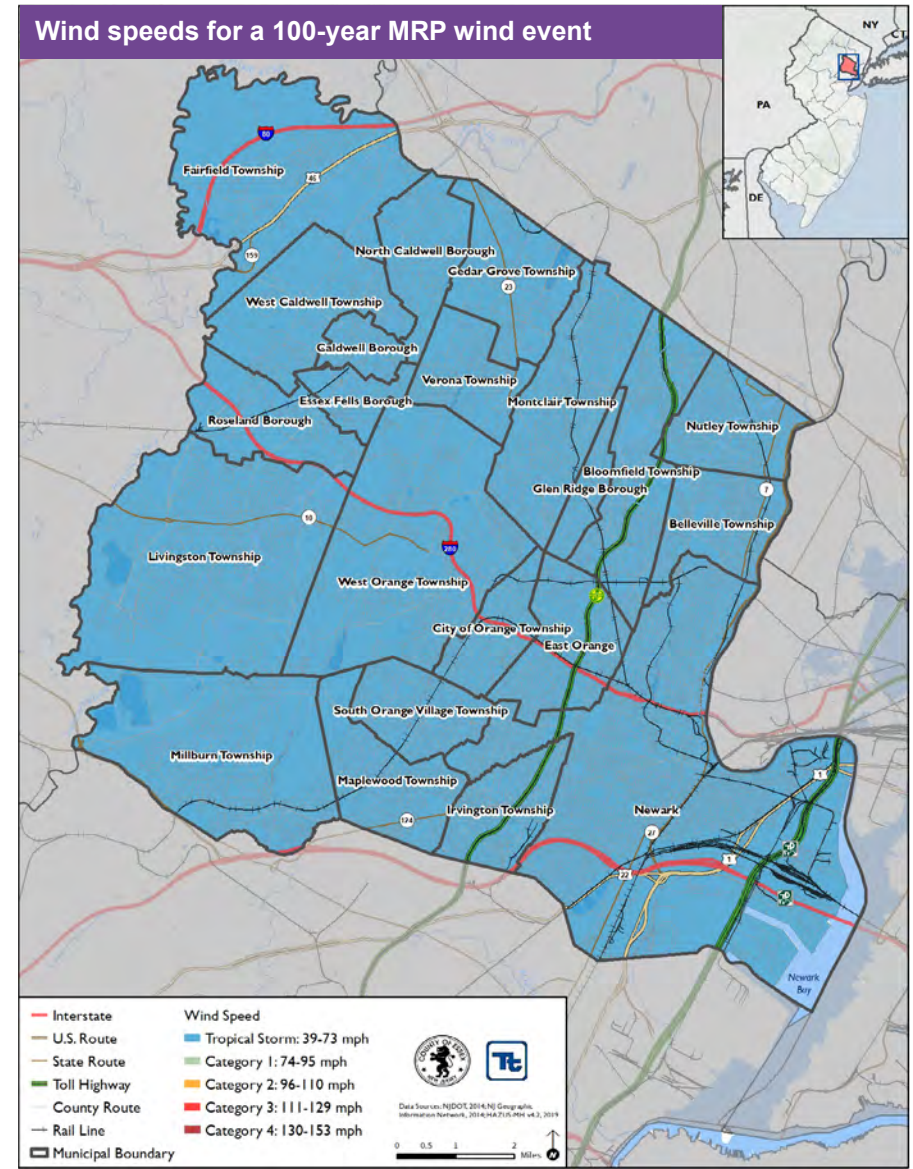 Wind speeds for a 100-year MRP wind event
NY
CT
PA
DE
80
Fairfield Township
46
159
North Caldwell Borough
Cedar Grove Township
23
West Caldwell Township
Caldwell Borough
Verona Township
Essex Fells Borough
Montclair Township
Roseland Borough
Nutley Township
Bloomfield Township
Glen Ridge Borough
7
10
Belleville Township
280
Livingston Township
West Orange Township
City of Orange Township
East Orange
South Orange Village Township
Millburn Township
Maplewood Township
1
Irvington Township
Newark
124
27
1
22
Newark
Bay
Interstate
U.S. Route
State Route
Toll Highway
County Route
Rail Line
Municipal Boundary
Wind Speed
Tropical Storm: 39-73 mph
Category 1: 74-95 mph
Category 2: 96-110 mph
Category 3: 111-129 mph
Category 4: 130-153 mph
COUNTY OF ESSEX
NEW JERSEY
Tt
Data Sources: NJDOT, 2014; NJ Geographic
Information Network, 2014; HAZUS-MH v4.2, 2019
0 0.5 1 2
Miles
N